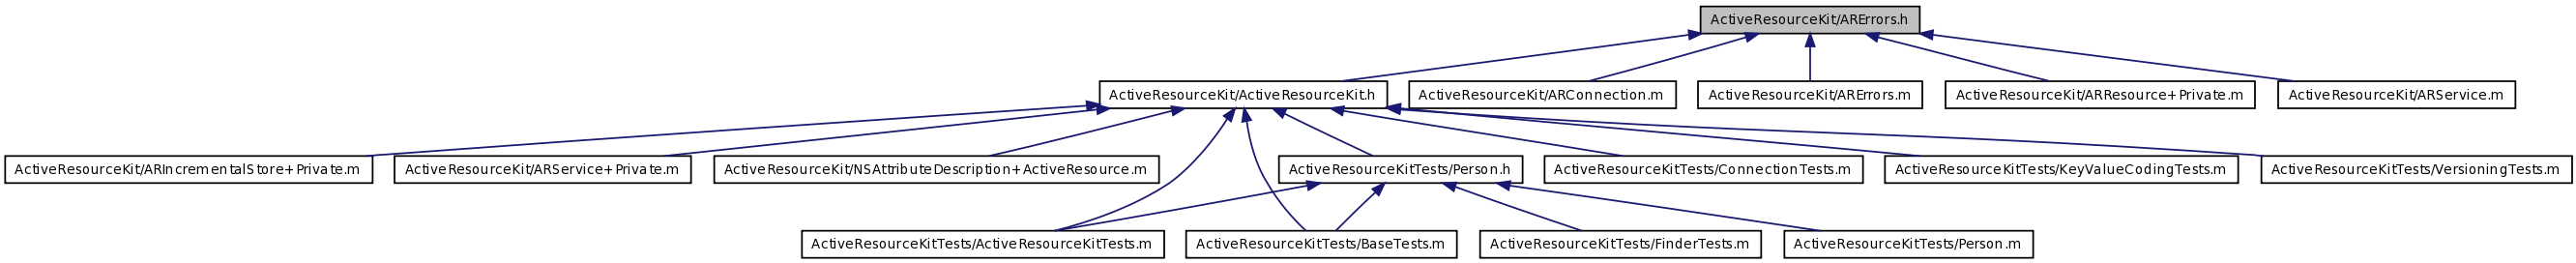 ActiveResourceKit/ARErrors.h
ActiveResourceKit/ActiveResourceKit.h
ActiveResourceKit/ARConnection.m
ActiveResourceKit/ARErrors.m
ActiveResourceKit/ARResource+Private.m
ActiveResourceKit/ARService.m
ActiveResourceKit/ARIncrementalStore+Private.m
ActiveResourceKit/ARService+Private.m
ActiveResourceKit/NSAttributeDescription+ActiveResource.m
ActiveResourceKitTests/Person.h
ActiveResourceKitTests/ConnectionTests.m
ActiveResourceKitTests/KeyValueCodingTests.m
ActiveResourceKitTests/VersioningTests.m
ActiveResourceKitTests/ActiveResourceKitTests.m
ActiveResourceKitTests/BaseTests.m
ActiveResourceKitTests/FinderTests.m
ActiveResourceKitTests/Person.m